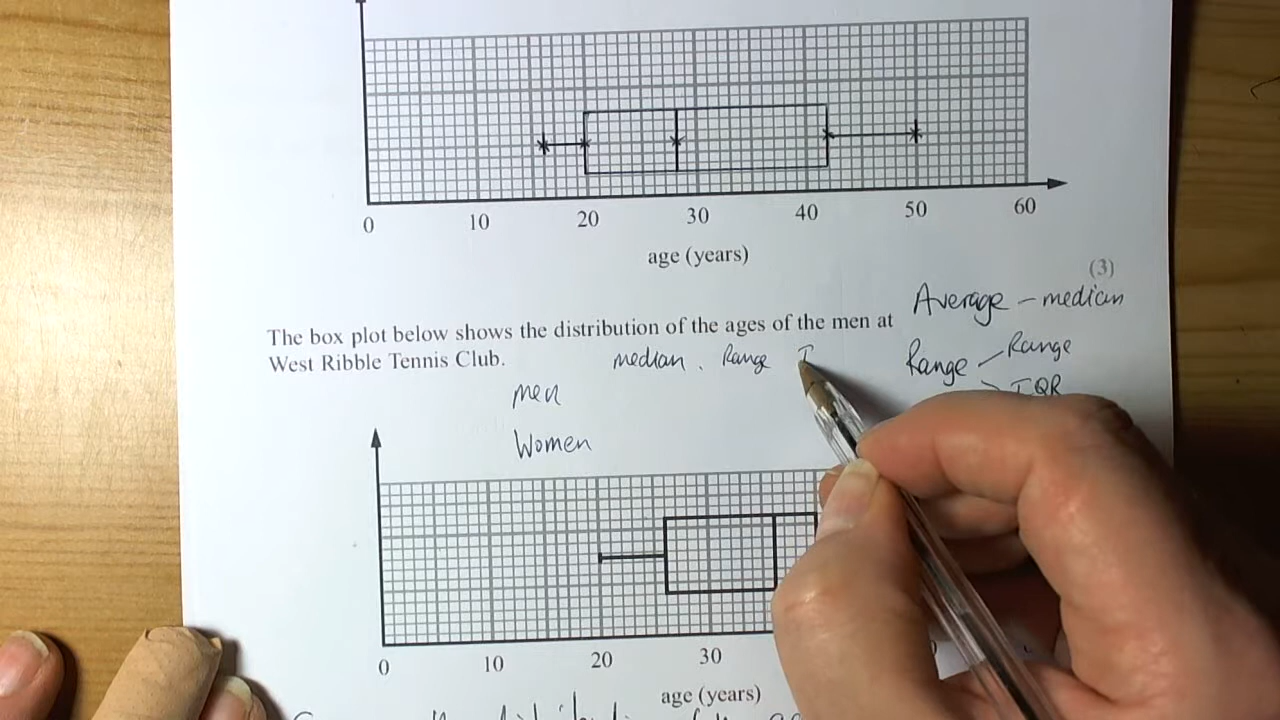 0 10 20 30 40 50 60
age (years)
(3)
Average - median
The box plot below shows the distribution of the ages of the men at
West Ribble Tennis Club.
median . Range I
Range - Range
IQR
men
Women
0 10 20 30
age (years)